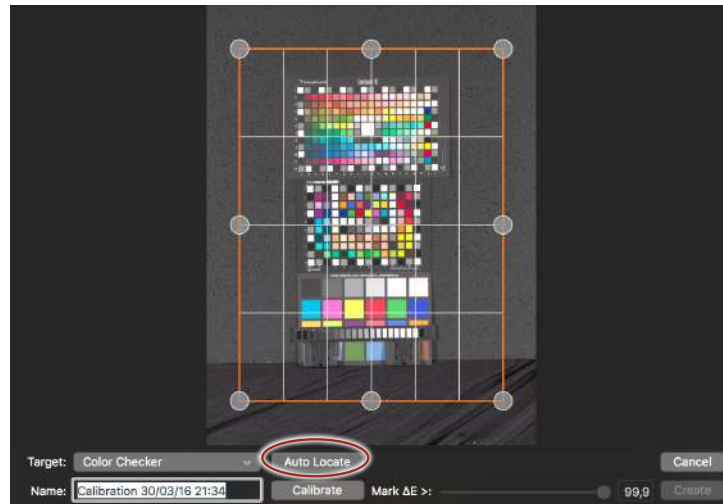 Target: Color Checker Auto Locate Cancel
Name: Calibration 30/03/16 21:34 Calibrate Mark ΔE >: 99,9 Create